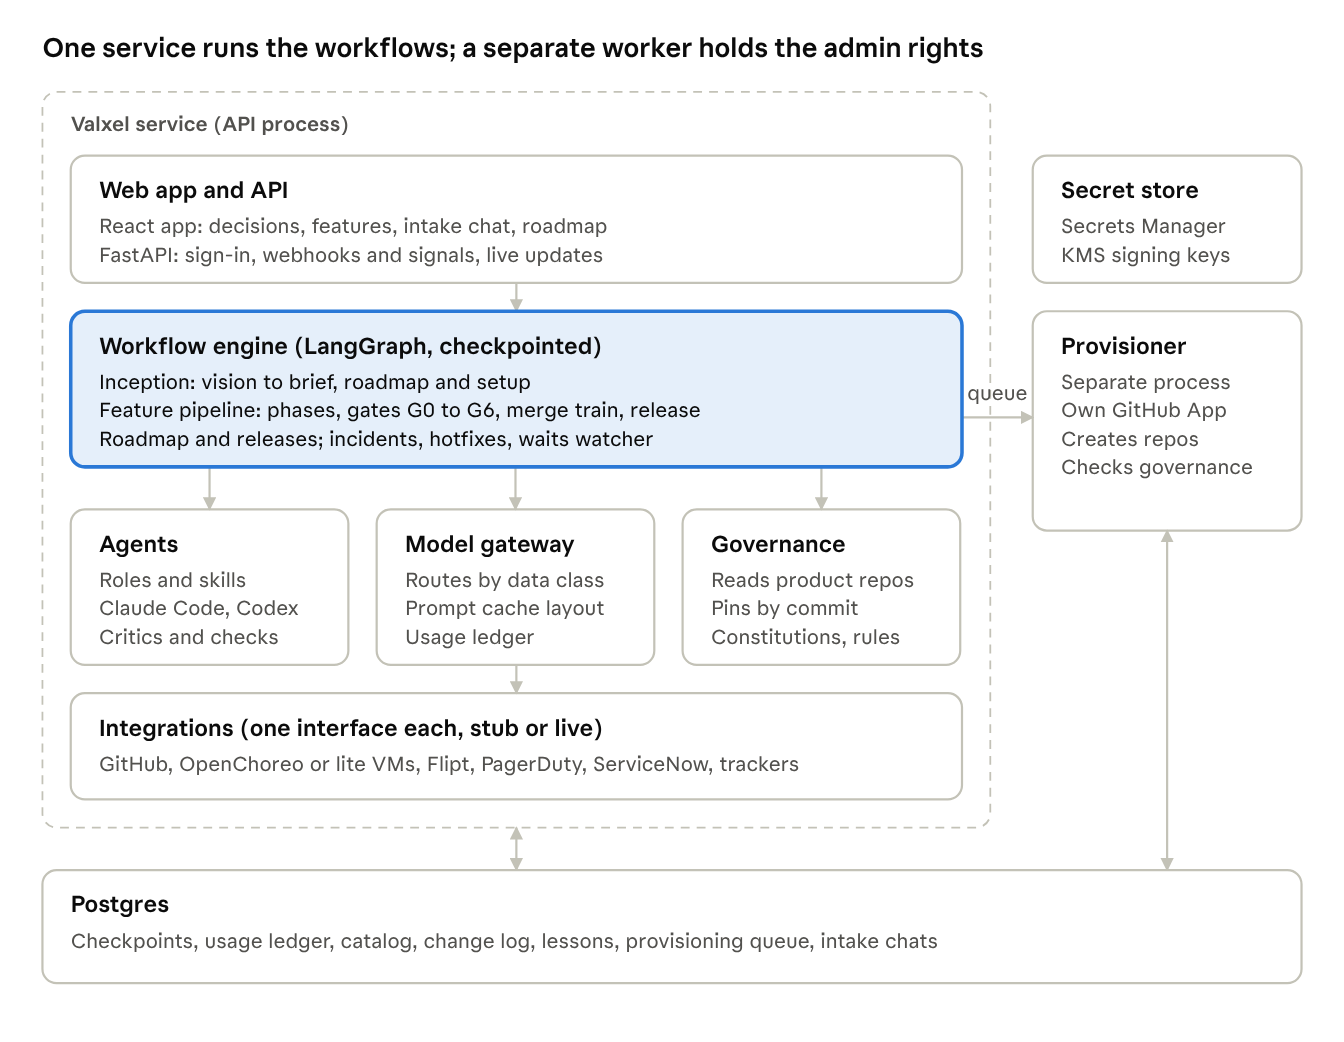 One service runs the workflows; a separate worker holds the admin rights
Valxel service (API process)
Web app and API
React app: decisions, features, intake chat, roadmap
FastAPI: sign-in, webhooks and signals, live updates
Secret store
Secrets Manager
KMS signing keys
Workflow engine (LangGraph, checkpointed)
Inception: vision to brief, roadmap and setup
Feature pipeline: phases, gates G0 to G6, merge train, release
Roadmap and releases; incidents, hotfixes, waits watcher
queue
Provisioner
Separate process
Own GitHub App
Creates repos
Checks governance
Agents
Roles and skills
Claude Code, Codex
Critics and checks
Model gateway
Routes by data class
Prompt cache layout
Usage ledger
Governance
Reads product repos
Pins by commit
Constitutions, rules
Integrations (one interface each, stub or live)
GitHub, OpenChoreo or lite VMs, Flipt, PagerDuty, ServiceNow, trackers
Postgres
Checkpoints, usage ledger, catalog, change log, lessons, provisioning queue, intake chats